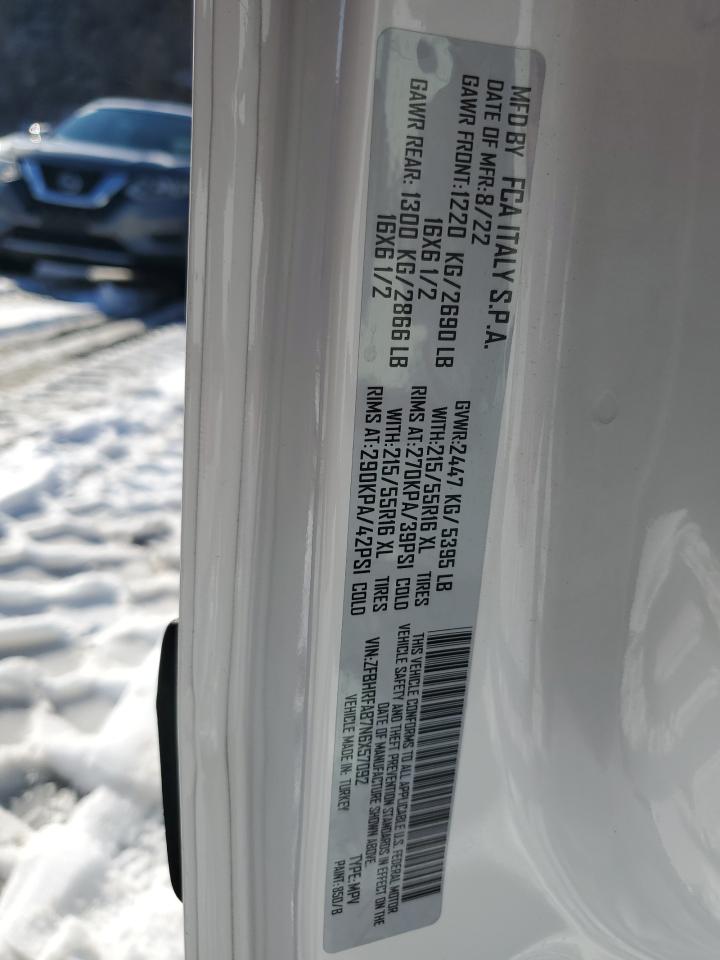 MFD BY FCA ITALY S.P.A.
DATE OF MFR:8/22 GVWR:2447 KG/5395 LB
GAWR FRONT:1220 KG/2690 LB WITH:215/55R16 XL TIRES
16X6 1/2 RIMS AT:270KPA/39PSI COLD
GAWR REAR: 1300 KG/2866 LB WITH:215/55R16 XL TIRES
16X6 1/2 RIMS AT:290KPA/42PSI COLD
THIS VEHICLE CONFORMS TO ALL APPLICABLE U.S. FEDERAL MOTOR
VEHICLE SAFETY AND THEFT PREVENTION STANDARDS IN EFFECT ON THE
DATE OF MANUFACTURE SHOWN ABOVE.
VIN:ZFBHRFAB7N6X57092 TYPE:MPV
VEHICLE MADE IN: TURKEY PAINT:850/B